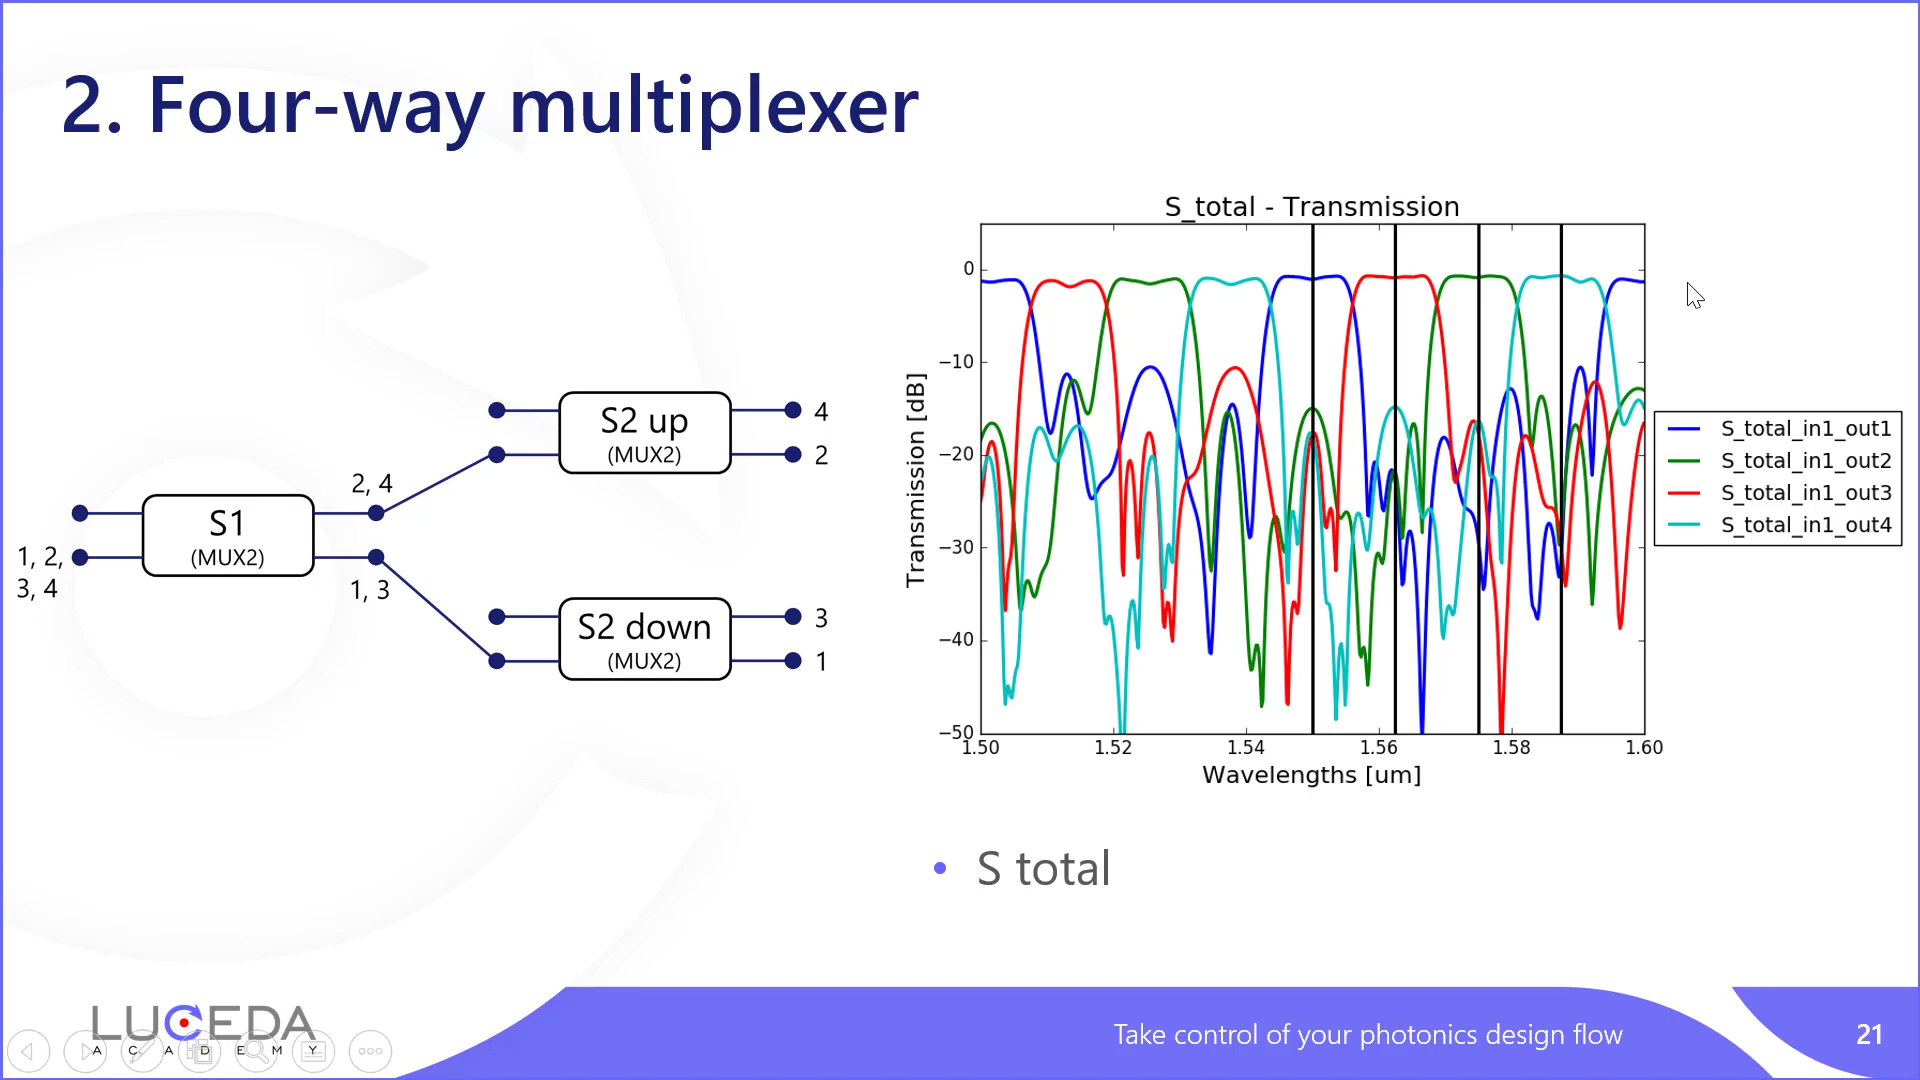 2. Four-way multiplexer
S1
(MUX2)
1, 2,
3, 4
2, 4
1, 3
S2 up
(MUX2)
4
2
S2 down
(MUX2)
3
1
S_total - Transmission
Transmission [dB]
0
−10
−20
−30
−40
−50
1.50 1.52 1.54 1.56 1.58 1.60
Wavelengths [um]
S_total_in1_out1
S_total_in1_out2
S_total_in1_out3
S_total_in1_out4
• S total
LUCEDA
ACADEMY
Take control of your photonics design flow
21